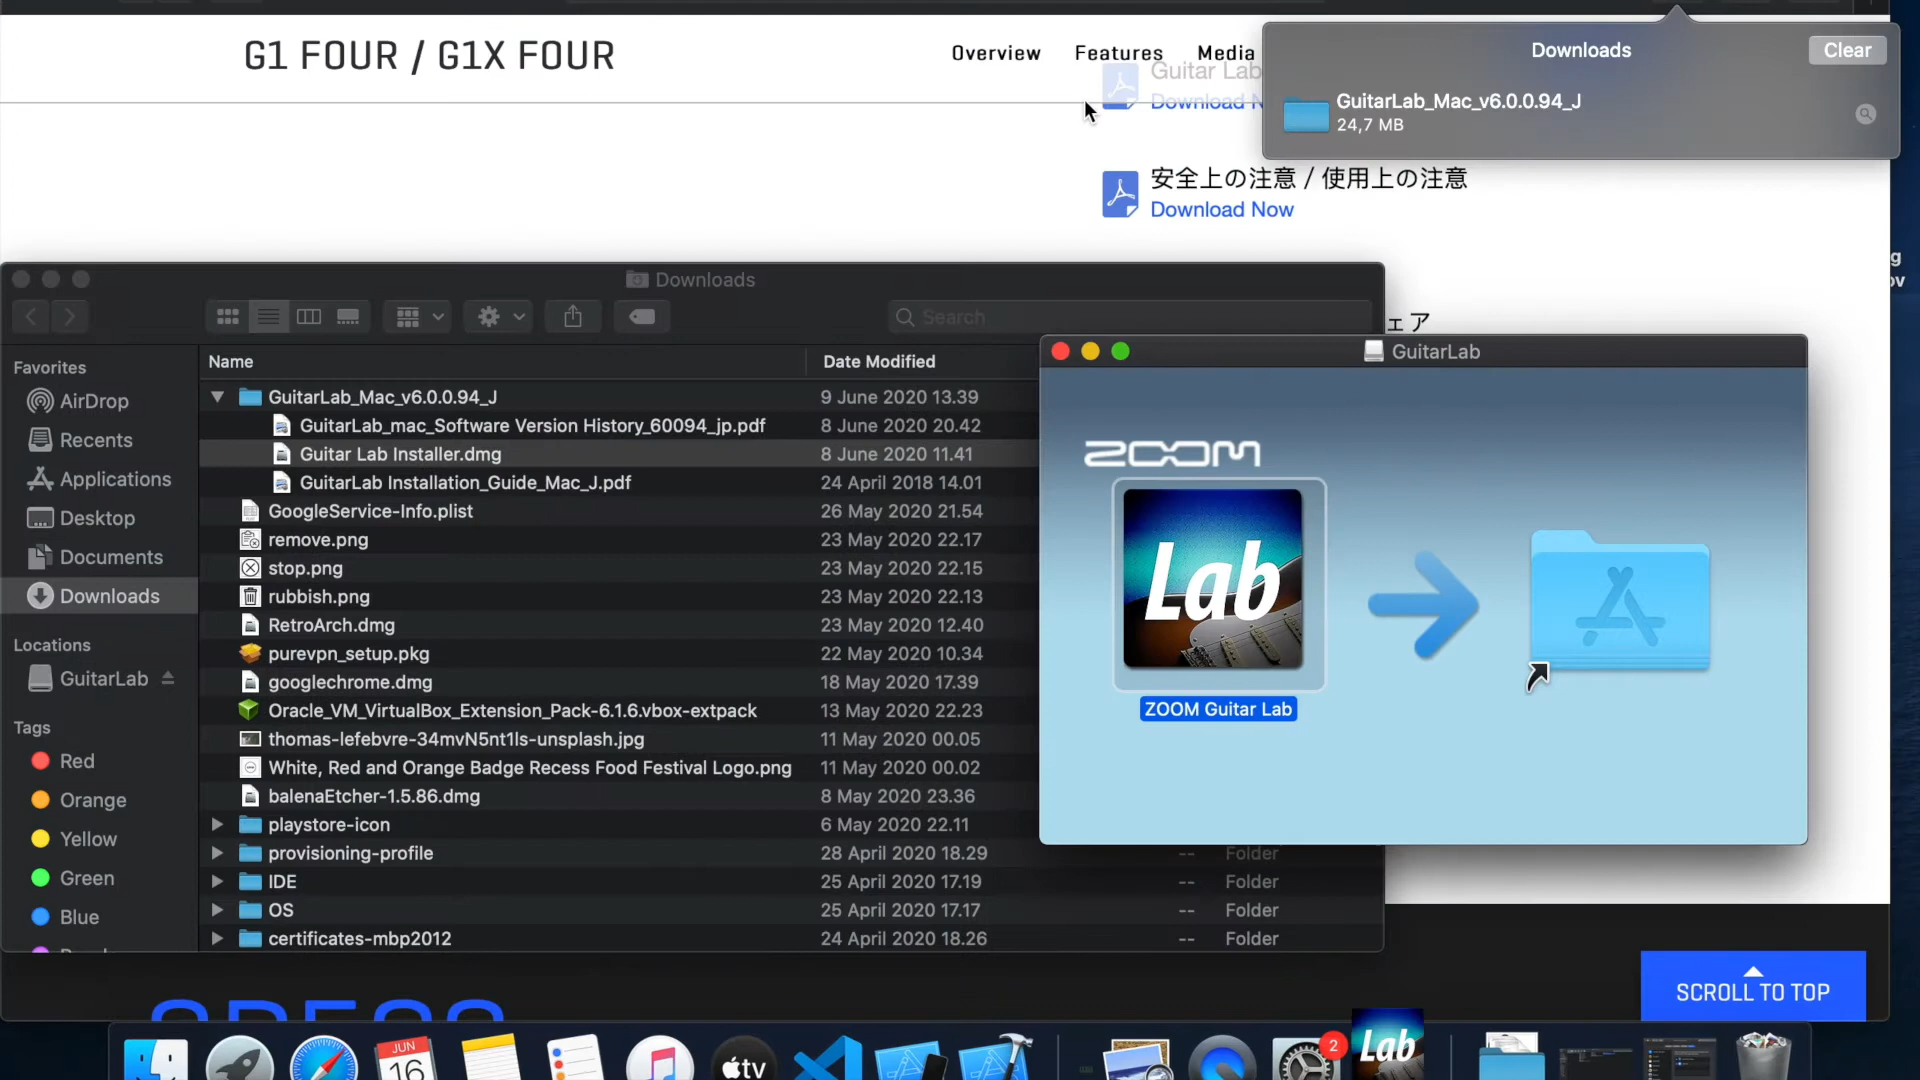 G1 FOUR / G1X FOUR
Overview
Features
Media
Guitar Lab
Download N
安全上の注意 / 使用上の注意
Download Now
ェア
Downloads
Clear
GuitarLab_Mac_v6.0.0.94_J
24,7 MB
g
ov
Downloads
Search
Favorites
AirDrop
Recents
Applications
Desktop
Documents
Downloads
Locations
GuitarLab
Tags
Red
Orange
Yellow
Green
Blue
Name
Date Modified
GuitarLab_Mac_v6.0.0.94_J
9 June 2020 13.39
GuitarLab_mac_Software Version History_60094_jp.pdf
8 June 2020 20.42
Guitar Lab Installer.dmg
8 June 2020 11.41
GuitarLab Installation_Guide_Mac_J.pdf
24 April 2018 14.01
GoogleService-Info.plist
26 May 2020 21.54
remove.png
23 May 2020 22.17
stop.png
23 May 2020 22.15
rubbish.png
23 May 2020 22.13
RetroArch.dmg
23 May 2020 12.40
purevpn_setup.pkg
22 May 2020 10.34
googlechrome.dmg
18 May 2020 17.39
Oracle_VM_VirtualBox_Extension_Pack-6.1.6.vbox-extpack
13 May 2020 22.23
thomas-lefebvre-34mvN5nt1ls-unsplash.jpg
11 May 2020 00.05
White, Red and Orange Badge Recess Food Festival Logo.png
11 May 2020 00.02
balenaEtcher-1.5.86.dmg
8 May 2020 23.36
playstore-icon
6 May 2020 22.11
provisioning-profile
28 April 2020 18.29
-- Folder
IDE
25 April 2020 17.19
-- Folder
OS
25 April 2020 17.17
-- Folder
certificates-mbp2012
24 April 2020 18.26
-- Folder
GuitarLab
ZOOM
Lab
ZOOM Guitar Lab
SCROLL TO TOP
JUN
16
tv
2
Lab